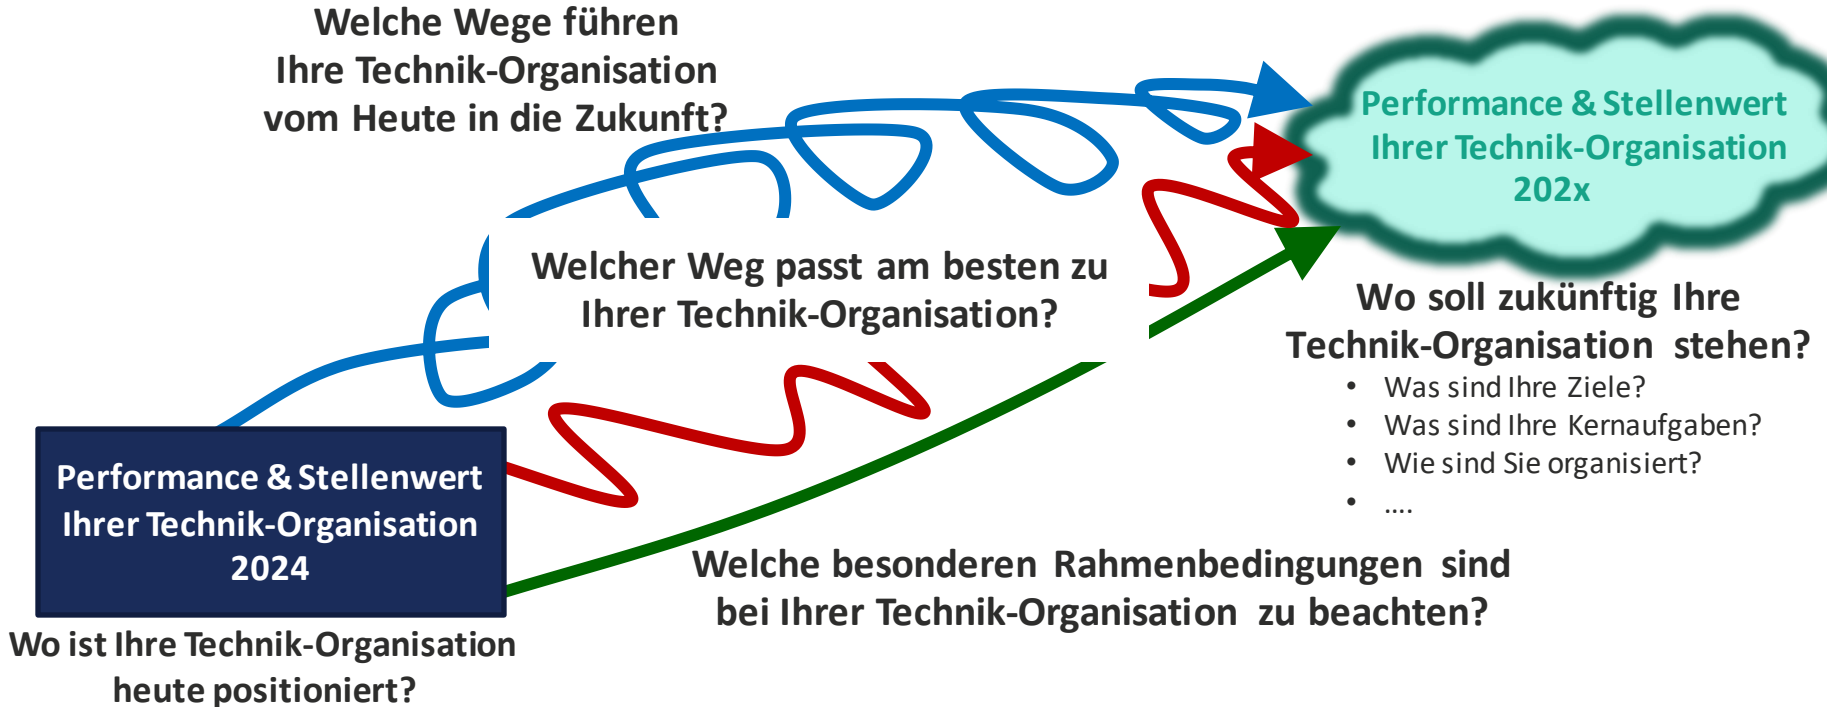 Welche Wege führen
Ihre Technik-Organisation
vom Heute in die Zukunft?
Performance & Stellenwert
Ihrer Technik-Organisation
202x
Welcher Weg passt am besten zu
Ihrer Technik-Organisation?
Wo soll zukünftig Ihre
Technik-Organisation stehen?
• Was sind Ihre Ziele?
• Was sind Ihre Kernaufgaben?
• Wie sind Sie organisiert?
• ....
Performance & Stellenwert
Ihrer Technik-Organisation
2024
Welche besonderen Rahmenbedingungen sind
bei Ihrer Technik-Organisation zu beachten?
Wo ist Ihre Technik-Organisation
heute positioniert?